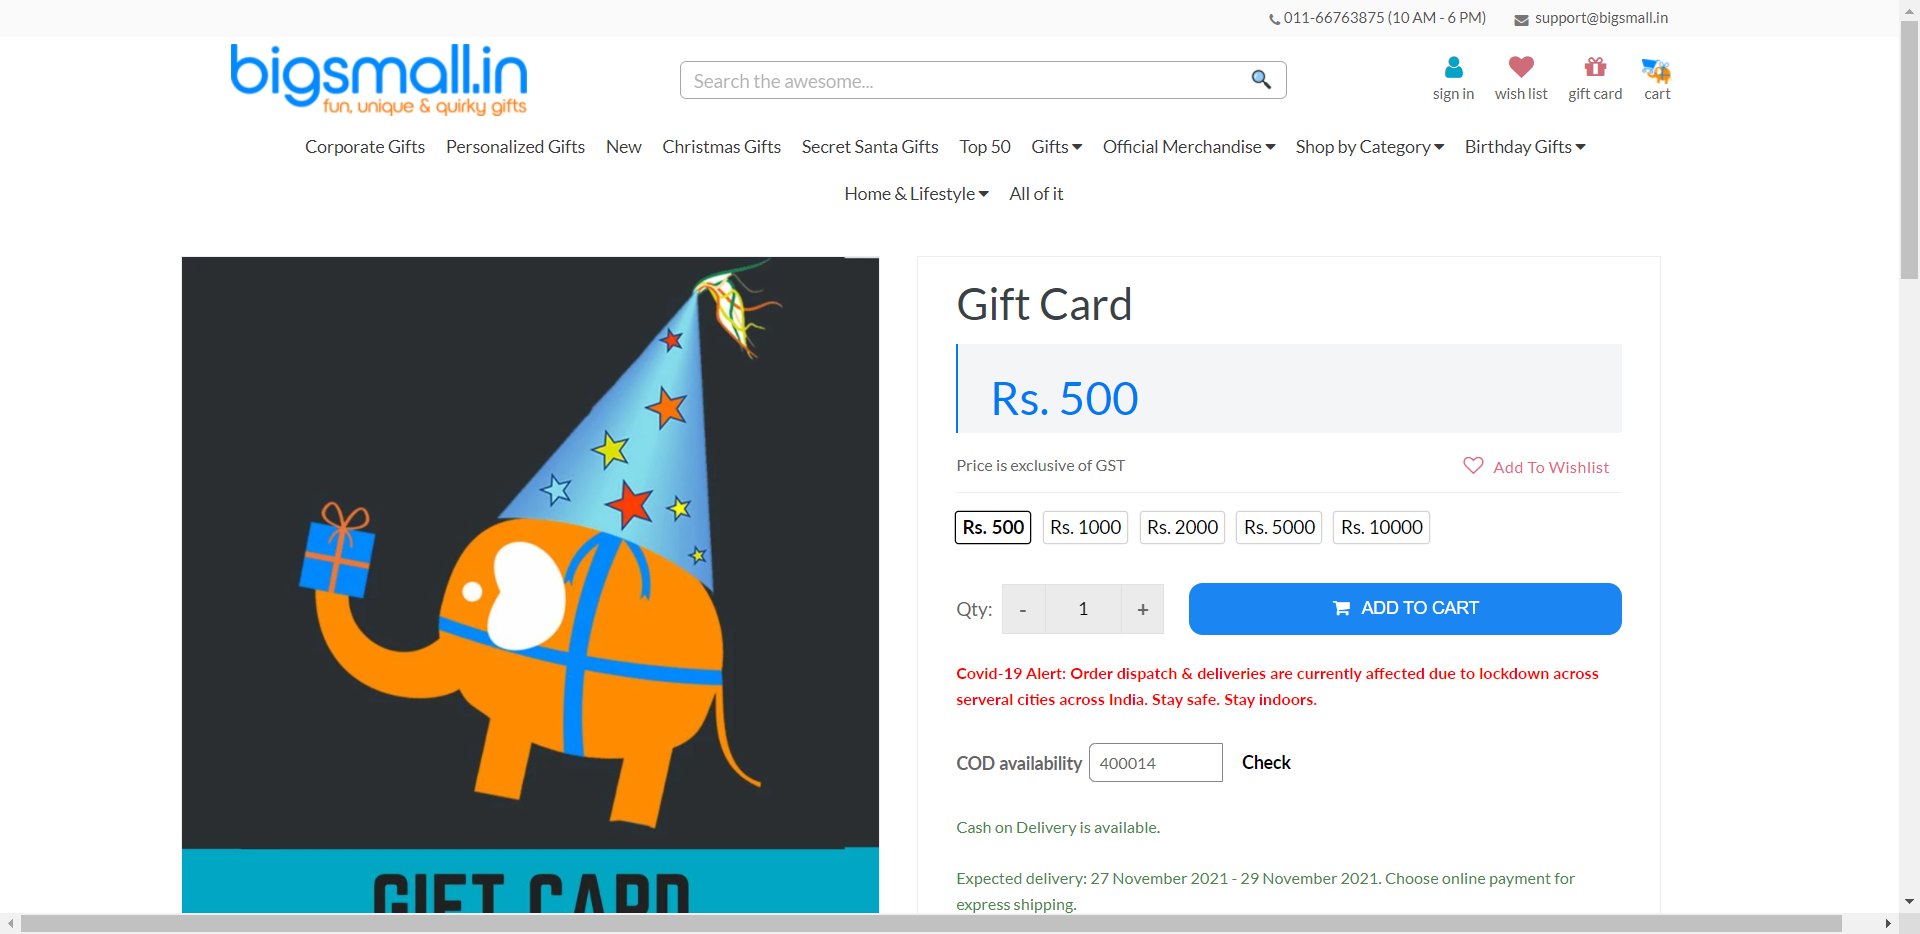 011-66763875 (10 AM - 6 PM) support@bigsmall.in
bigsmall.in
fun, unique & quirky gifts
Search the awesome...
sign in wish list gift card cart
Corporate Gifts Personalized Gifts New Christmas Gifts Secret Santa Gifts Top 50 Gifts Official Merchandise Shop by Category Birthday Gifts
Home & Lifestyle All of it
Gift Card
Rs. 500
Price is exclusive of GST Add To Wishlist
Rs. 500 Rs. 1000 Rs. 2000 Rs. 5000 Rs. 10000
Qty: - 1 + ADD TO CART
Covid-19 Alert: Order dispatch & deliveries are currently affected due to lockdown across
serveral cities across India. Stay safe. Stay indoors.
COD availability 400014 Check
Cash on Delivery is available.
Expected delivery: 27 November 2021 - 29 November 2021. Choose online payment for
express shipping.
GIFT CARD